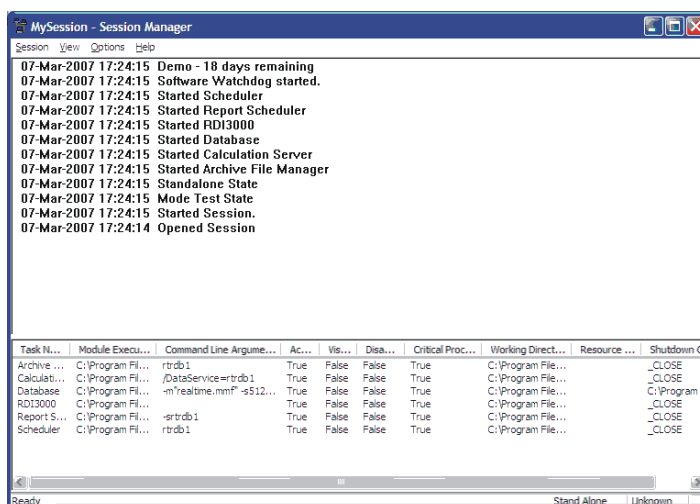 MySession - Session Manager
Session View Options Help
07-Mar-2007 17:24:15 Demo - 18 days remaining
07-Mar-2007 17:24:15 Software Watchdog started.
07-Mar-2007 17:24:15 Started Scheduler
07-Mar-2007 17:24:15 Started Report Scheduler
07-Mar-2007 17:24:15 Started RDI3000
07-Mar-2007 17:24:15 Started Database
07-Mar-2007 17:24:15 Started Calculation Server
07-Mar-2007 17:24:15 Started Archive File Manager
07-Mar-2007 17:24:15 Standalone State
07-Mar-2007 17:24:15 Mode Test State
07-Mar-2007 17:24:15 Started Session.
07-Mar-2007 17:24:14 Opened Session
Task N... Module Execu... Command Line Argume... Ac... Vis... Disa... Critical Proc... Working Direct... Resource ... Shutdown
Archive ... C:\Program Fil... rtrdb1 True False False True C:\Program File... _CLOSE
Calculati... C:\Program Fil... /DataService=rtrdb1 True False False True C:\Program File... _CLOSE
Database C:\Program Fil... -m"realtime.mmf" -s512... True False False True C:\Program File... C:\Program
RDI3000 C:\Program Fil... True False False True C:\Program File... _CLOSE
Report S... C:\Program Fil... -srtrdb1 True False False True C:\Program File... _CLOSE
Scheduler C:\Program Fil... rtrdb1 True False False True C:\Program File... _CLOSE
Ready Stand Alone Unknown